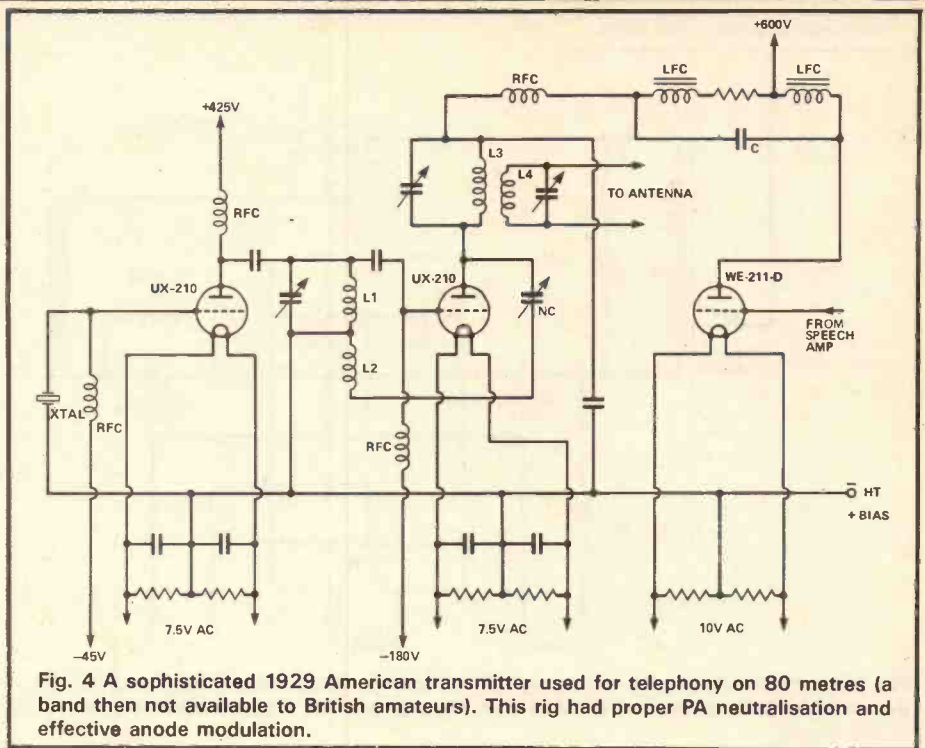 +600V
RFC
LFC
LFC
+425V
C
L3
L4
RFC
TO ANTENNA
UX-210
UX-210
WE-211-D
L1
NC
FROM
SPEECH
AMP
L2
XTAL
RFC
RFC
– HT
+ BIAS
7.5V AC
7.5V AC
10V AC
–45V
–180V
Fig. 4 A sophisticated 1929 American transmitter used for telephony on 80 metres (a
band then not available to British amateurs). This rig had proper PA neutralisation and
effective anode modulation.